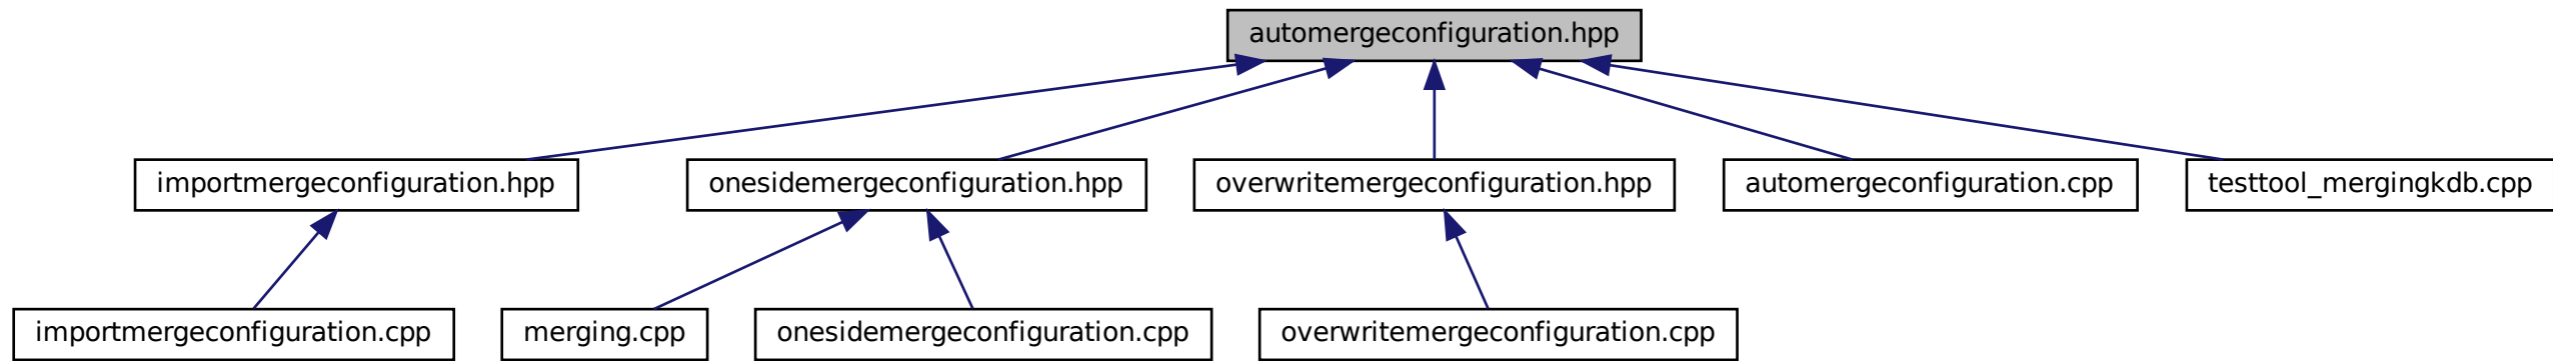 automergeconfiguration.hpp
importmergeconfiguration.hpp
onesidemergeconfiguration.hpp
overwritemergeconfiguration.hpp
automergeconfiguration.cpp
testtool_mergingkdb.cpp
importmergeconfiguration.cpp
merging.cpp
onesidemergeconfiguration.cpp
overwritemergeconfiguration.cpp